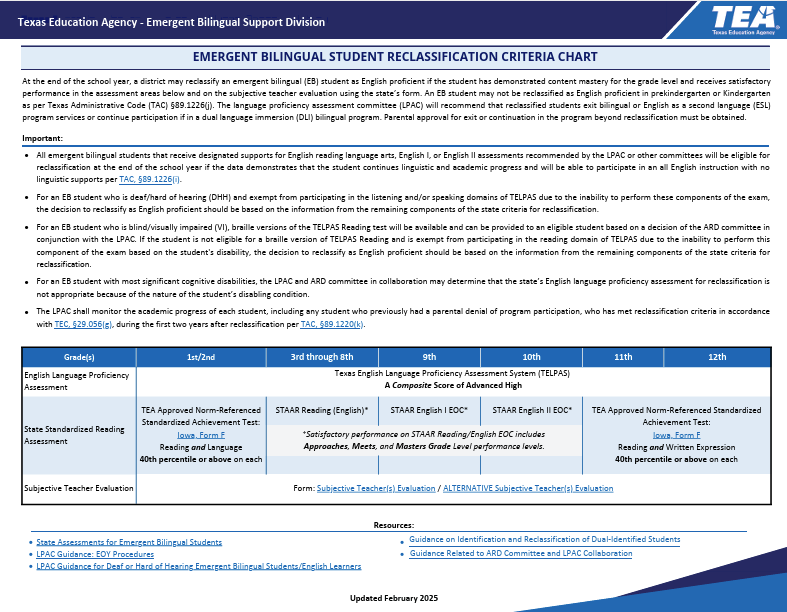 Texas Education Agency - Emergent Bilingual Support Division
TEA
Texas Education Agency
EMERGENT BILINGUAL STUDENT RECLASSIFICATION CRITERIA CHART
At the end of the school year, a district may reclassify an emergent bilingual (EB) student as English proficient if the student has demonstrated content mastery for the grade level and receives satisfactory
performance in the assessment areas below and on the subjective teacher evaluation using the state's form. An EB student may not be reclassified as English proficient in prekindergarten or Kindergarten
as per Texas Administrative Code (TAC) §89.1226(j). The language proficiency assessment committee (LPAC) will recommend that reclassified students exit bilingual or English as a second language (ESL)
program services or continue participation if in a dual language immersion (DLI) bilingual program. Parental approval for exit or continuation in the program beyond reclassification must be obtained.
Important:
• All emergent bilingual students that receive designated supports for English reading language arts, English I, or English II assessments recommended by the LPAC or other committees will be eligible for
reclassification at the end of the school year if the data demonstrates that the student continues linguistic and academic progress and will be able to participate in an all English instruction with no
linguistic supports per TAC, §89.1226(i).
• For an EB student who is deaf/hard of hearing (DHH) and exempt from participating in the listening and/or speaking domains of TELPAS due to the inability to perform these components of the exam,
the decision to reclassify as English proficient should be based on the information from the remaining components of the state criteria for reclassification.
• For an EB student who is blind/visually impaired (VI), braille versions of the TELPAS Reading test will be available and can be provided to an eligible student based on a decision of the ARD committee in
conjunction with the LPAC. If the student is not eligible for a braille version of TELPAS Reading and is exempt from participating in the reading domain of TELPAS due to the inability to perform this
component of the exam based on the student's disability, the decision to reclassify as English proficient should be based on the information from the remaining components of the state criteria for
reclassification.
• For an EB student with most significant cognitive disabilities, the LPAC and ARD committee in collaboration may determine that the state's English language proficiency assessment for reclassification is
not appropriate because of the nature of the student's disabling condition.
• The LPAC shall monitor the academic progress of each student, including any student who previously had a parental denial of program participation, who has met reclassification criteria in accordance
with TEC, §29.056(g), during the first two years after reclassification per TAC, §89.1220(k).
Grade(s) 1st/2nd 3rd through 8th 9th 10th 11th 12th
English Language Proficiency
Assessment
Texas English Language Proficiency Assessment System (TELPAS)
A Composite Score of Advanced High
State Standardized Reading
Assessment
TEA Approved Norm-Referenced
Standardized Achievement Test:
Iowa, Form F
Reading and Language
40th percentile or above on each
STAAR Reading (English)* STAAR English I EOC* STAAR English II EOC*
*Satisfactory performance on STAAR Reading/English EOC includes
Approaches, Meets, and Masters Grade Level performance levels.
TEA Approved Norm-Referenced Standardized
Achievement Test:
Iowa, Form F
Reading and Written Expression
40th percentile or above on each
Subjective Teacher Evaluation
Form: Subjective Teacher(s) Evaluation / ALTERNATIVE Subjective Teacher(s) Evaluation
Resources:
• State Assessments for Emergent Bilingual Students
• LPAC Guidance: EOY Procedures
• LPAC Guidance for Deaf or Hard of Hearing Emergent Bilingual Students/English Learners
• Guidance on Identification and Reclassification of Dual-Identified Students
• Guidance Related to ARD Committee and LPAC Collaboration
Updated February 2025